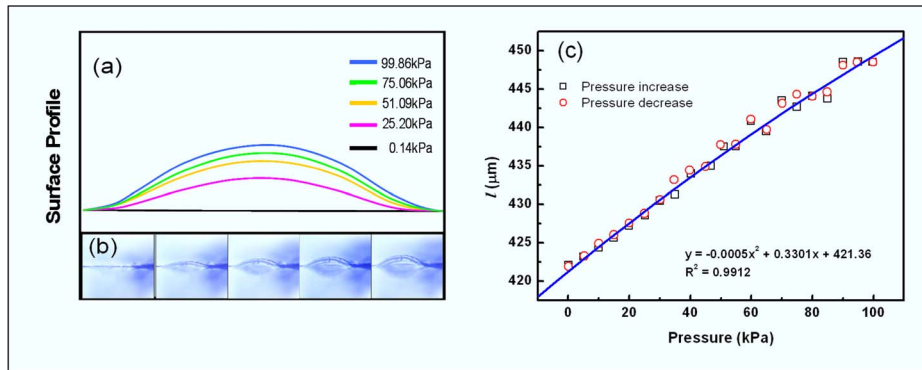 (a)
99.86kPa
75.06kPa
51.09kPa
25.20kPa
0.14kPa
Surface Profile
(b)
(c)
450
445
440
435
430
425
420
l (μm)
Pressure increase
Pressure decrease
y = -0.0005x² + 0.3301x + 421.36
R² = 0.9912
0 20 40 60 80 100
Pressure (kPa)